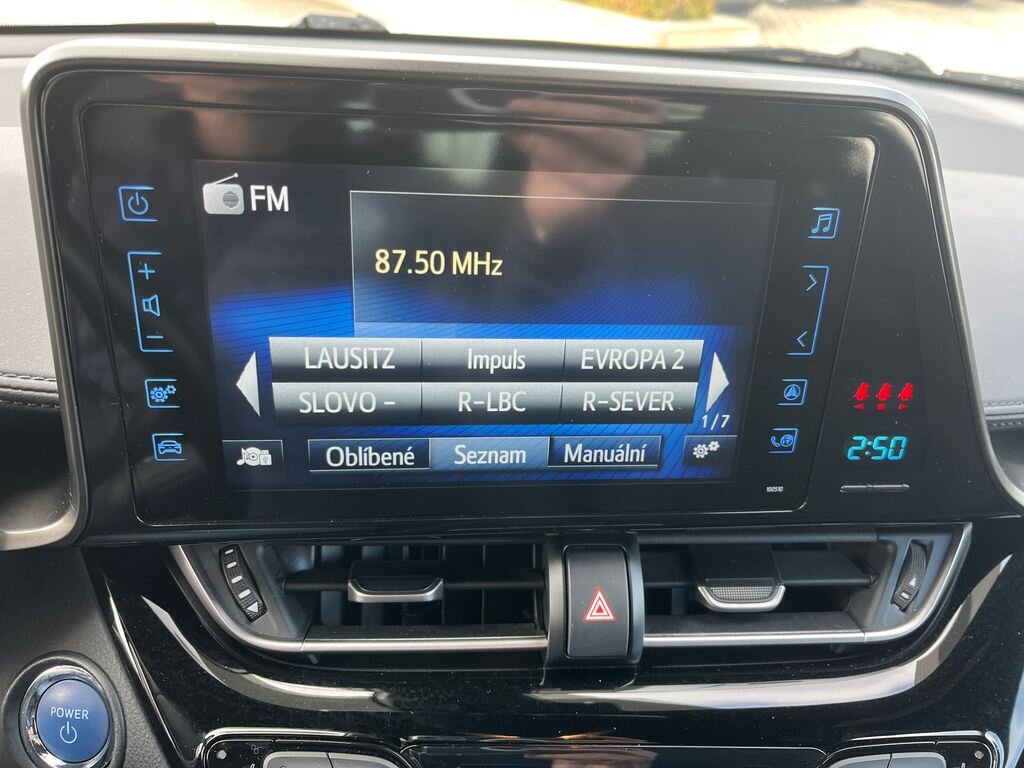 FM
87.50 MHz
LAUSITZ Impuls EVROPA 2
SLOVO – R-LBC R-SEVER
1/7
Oblíbené Seznam Manuální
100510
2:50
POWER